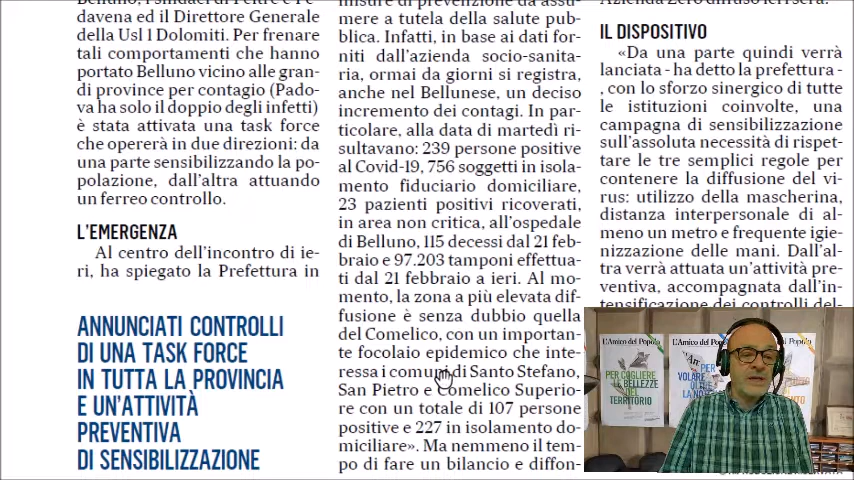 Belluno, i sindaci di Feltre e Pe-
davena ed il Direttore Generale
della Usl 1 Dolomiti. Per frenare
tali comportamenti che hanno
portato Belluno vicino alle gran-
di province per contagio (Pado-
va ha solo il doppio degli infetti)
è stata attivata una task force
che opererà in due direzioni: da
una parte sensibilizzando la po-
polazione, dall'altra attuando
un ferreo controllo.
L'EMERGENZA
Al centro dell'incontro di ie-
ri, ha spiegato la Prefettura in
ANNUNCIATI CONTROLLI
DI UNA TASK FORCE
IN TUTTA LA PROVINCIA
E UN'ATTIVITÀ
PREVENTIVA
DI SENSIBILIZZAZIONE
misure di prevenzione da assu-
mere a tutela della salute pub-
blica. Infatti, in base ai dati for-
niti dall'azienda socio-sanita-
ria, ormai da giorni si registra,
anche nel Bellunese, un deciso
incremento dei contagi. In par-
ticolare, alla data di martedì ri-
sultavano: 239 persone positive
al Covid-19, 756 soggetti in isola-
mento fiduciario domiciliare,
23 pazienti positivi ricoverati,
in area non critica, all'ospedale
di Belluno, 115 decessi dal 21 feb-
braio e 97.203 tamponi effettua-
ti dal 21 febbraio a ieri. Al mo-
mento, la zona a più elevata dif-
fusione è senza dubbio quella
del Comelico, con un importan-
te focolaio epidemico che inte-
ressa i comuni di Santo Stefano,
San Pietro e Comelico Superio-
re con un totale di 107 persone
positive e 227 in isolamento do-
miciliare». Ma nemmeno il tem-
po di fare un bilancio e diffon-
Azienda Zero diffuso ieri sera.
IL DISPOSITIVO
«Da una parte quindi verrà
lanciata - ha detto la prefettura -
, con lo sforzo sinergico di tutte
le istituzioni coinvolte, una
campagna di sensibilizzazione
sull'assoluta necessità di rispet-
tare le tre semplici regole per
contenere la diffusione del vi-
rus: utilizzo della mascherina,
distanza interpersonale di al-
meno un metro e frequente igie-
nizzazione delle mani. Dall'al-
tra verrà attuata un'attività pre-
ventiva, accompagnata dall'in-
tensificazione dei controlli del-
L'Amico del Popolo
PER COGLIERE
LE BELLEZZE
DEL
TERRITORIO
L'Amico del Popolo
PER
VOLARE
L'Amico del Popolo